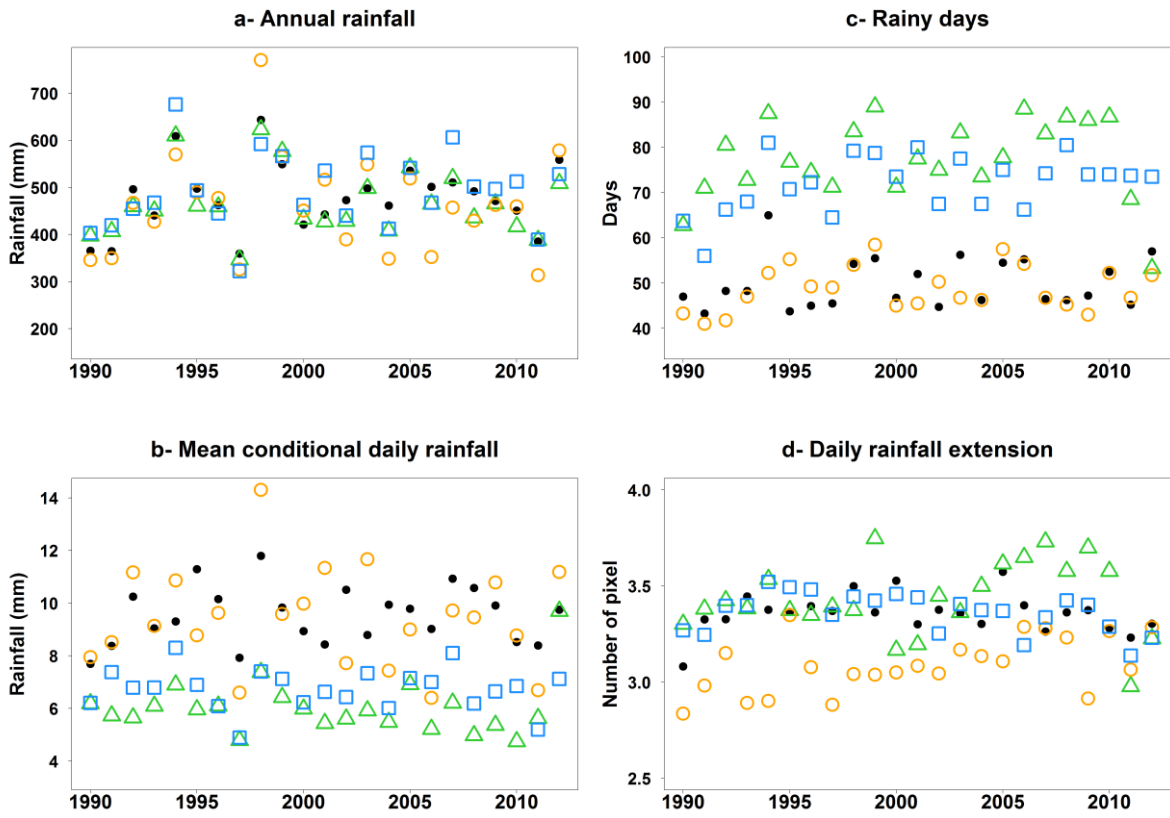 a- Annual rainfall
Rainfall (mm)
700
600
500
400
300
200
1990 1995 2000 2005 2010
c- Rainy days
Days
100
90
80
70
60
50
40
1990 1995 2000 2005 2010
b- Mean conditional daily rainfall
Rainfall (mm)
14
12
10
8
6
4
1990 1995 2000 2005 2010
d- Daily rainfall extension
Number of pixel
4.0
3.5
3.0
2.5
1990 1995 2000 2005 2010